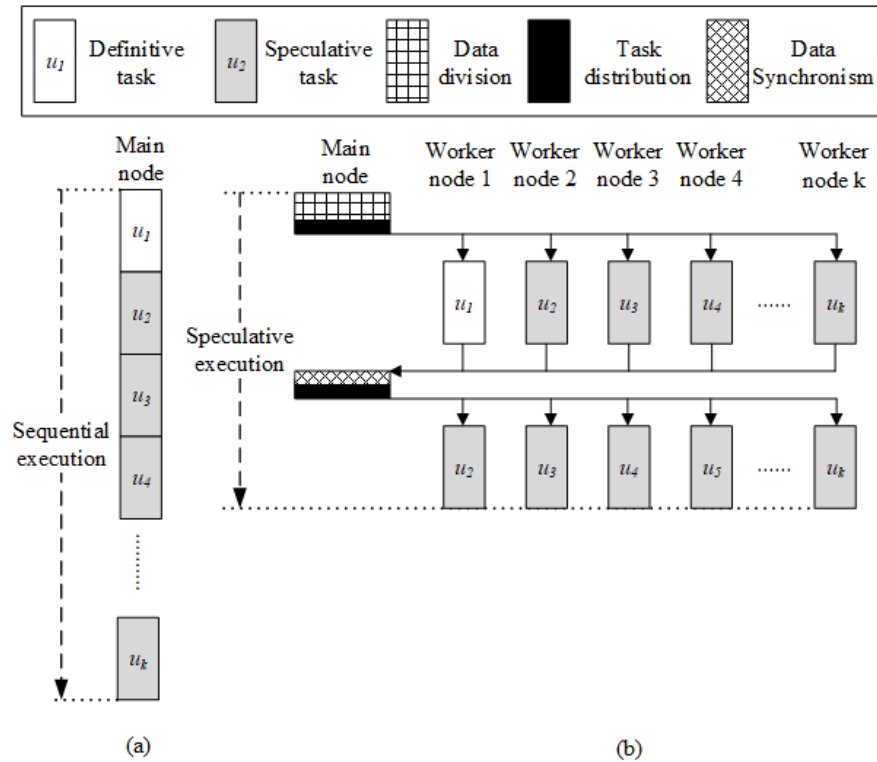 u1 Definitive task
u2 Speculative task
Data division
Task distribution
Data Synchronism
Main node
Sequential execution
u1
u2
u3
u4
........
uk
(a)
Main node
Worker node 1
Worker node 2
Worker node 3
Worker node 4
Worker node k
Speculative execution
u1
u2
u3
u4
......
uk
u2
u3
u4
u5
......
uk
(b)